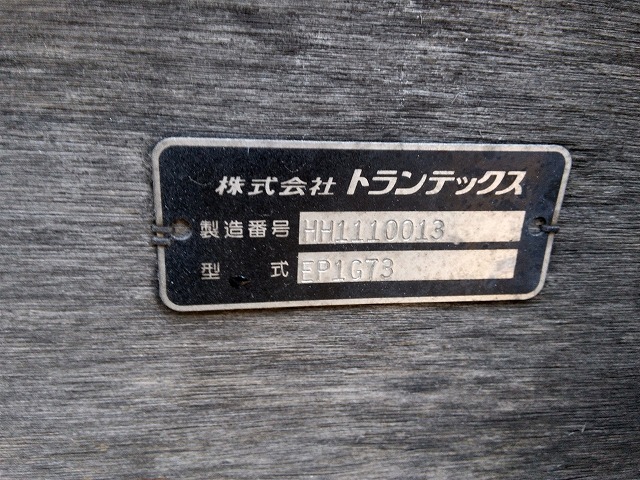 株式会社 トランテックス
製造番号 HH1110013
型 式 EP1G73